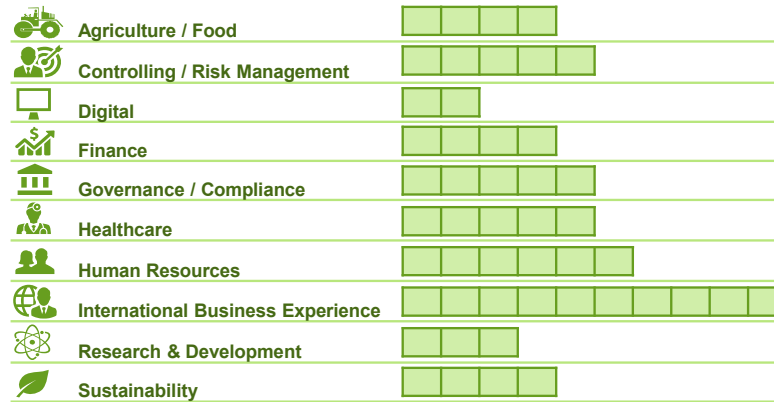 Agriculture / Food
Controlling / Risk Management
Digital
$
Finance
Governance / Compliance
Healthcare
Human Resources
International Business Experience
Research & Development
Sustainability